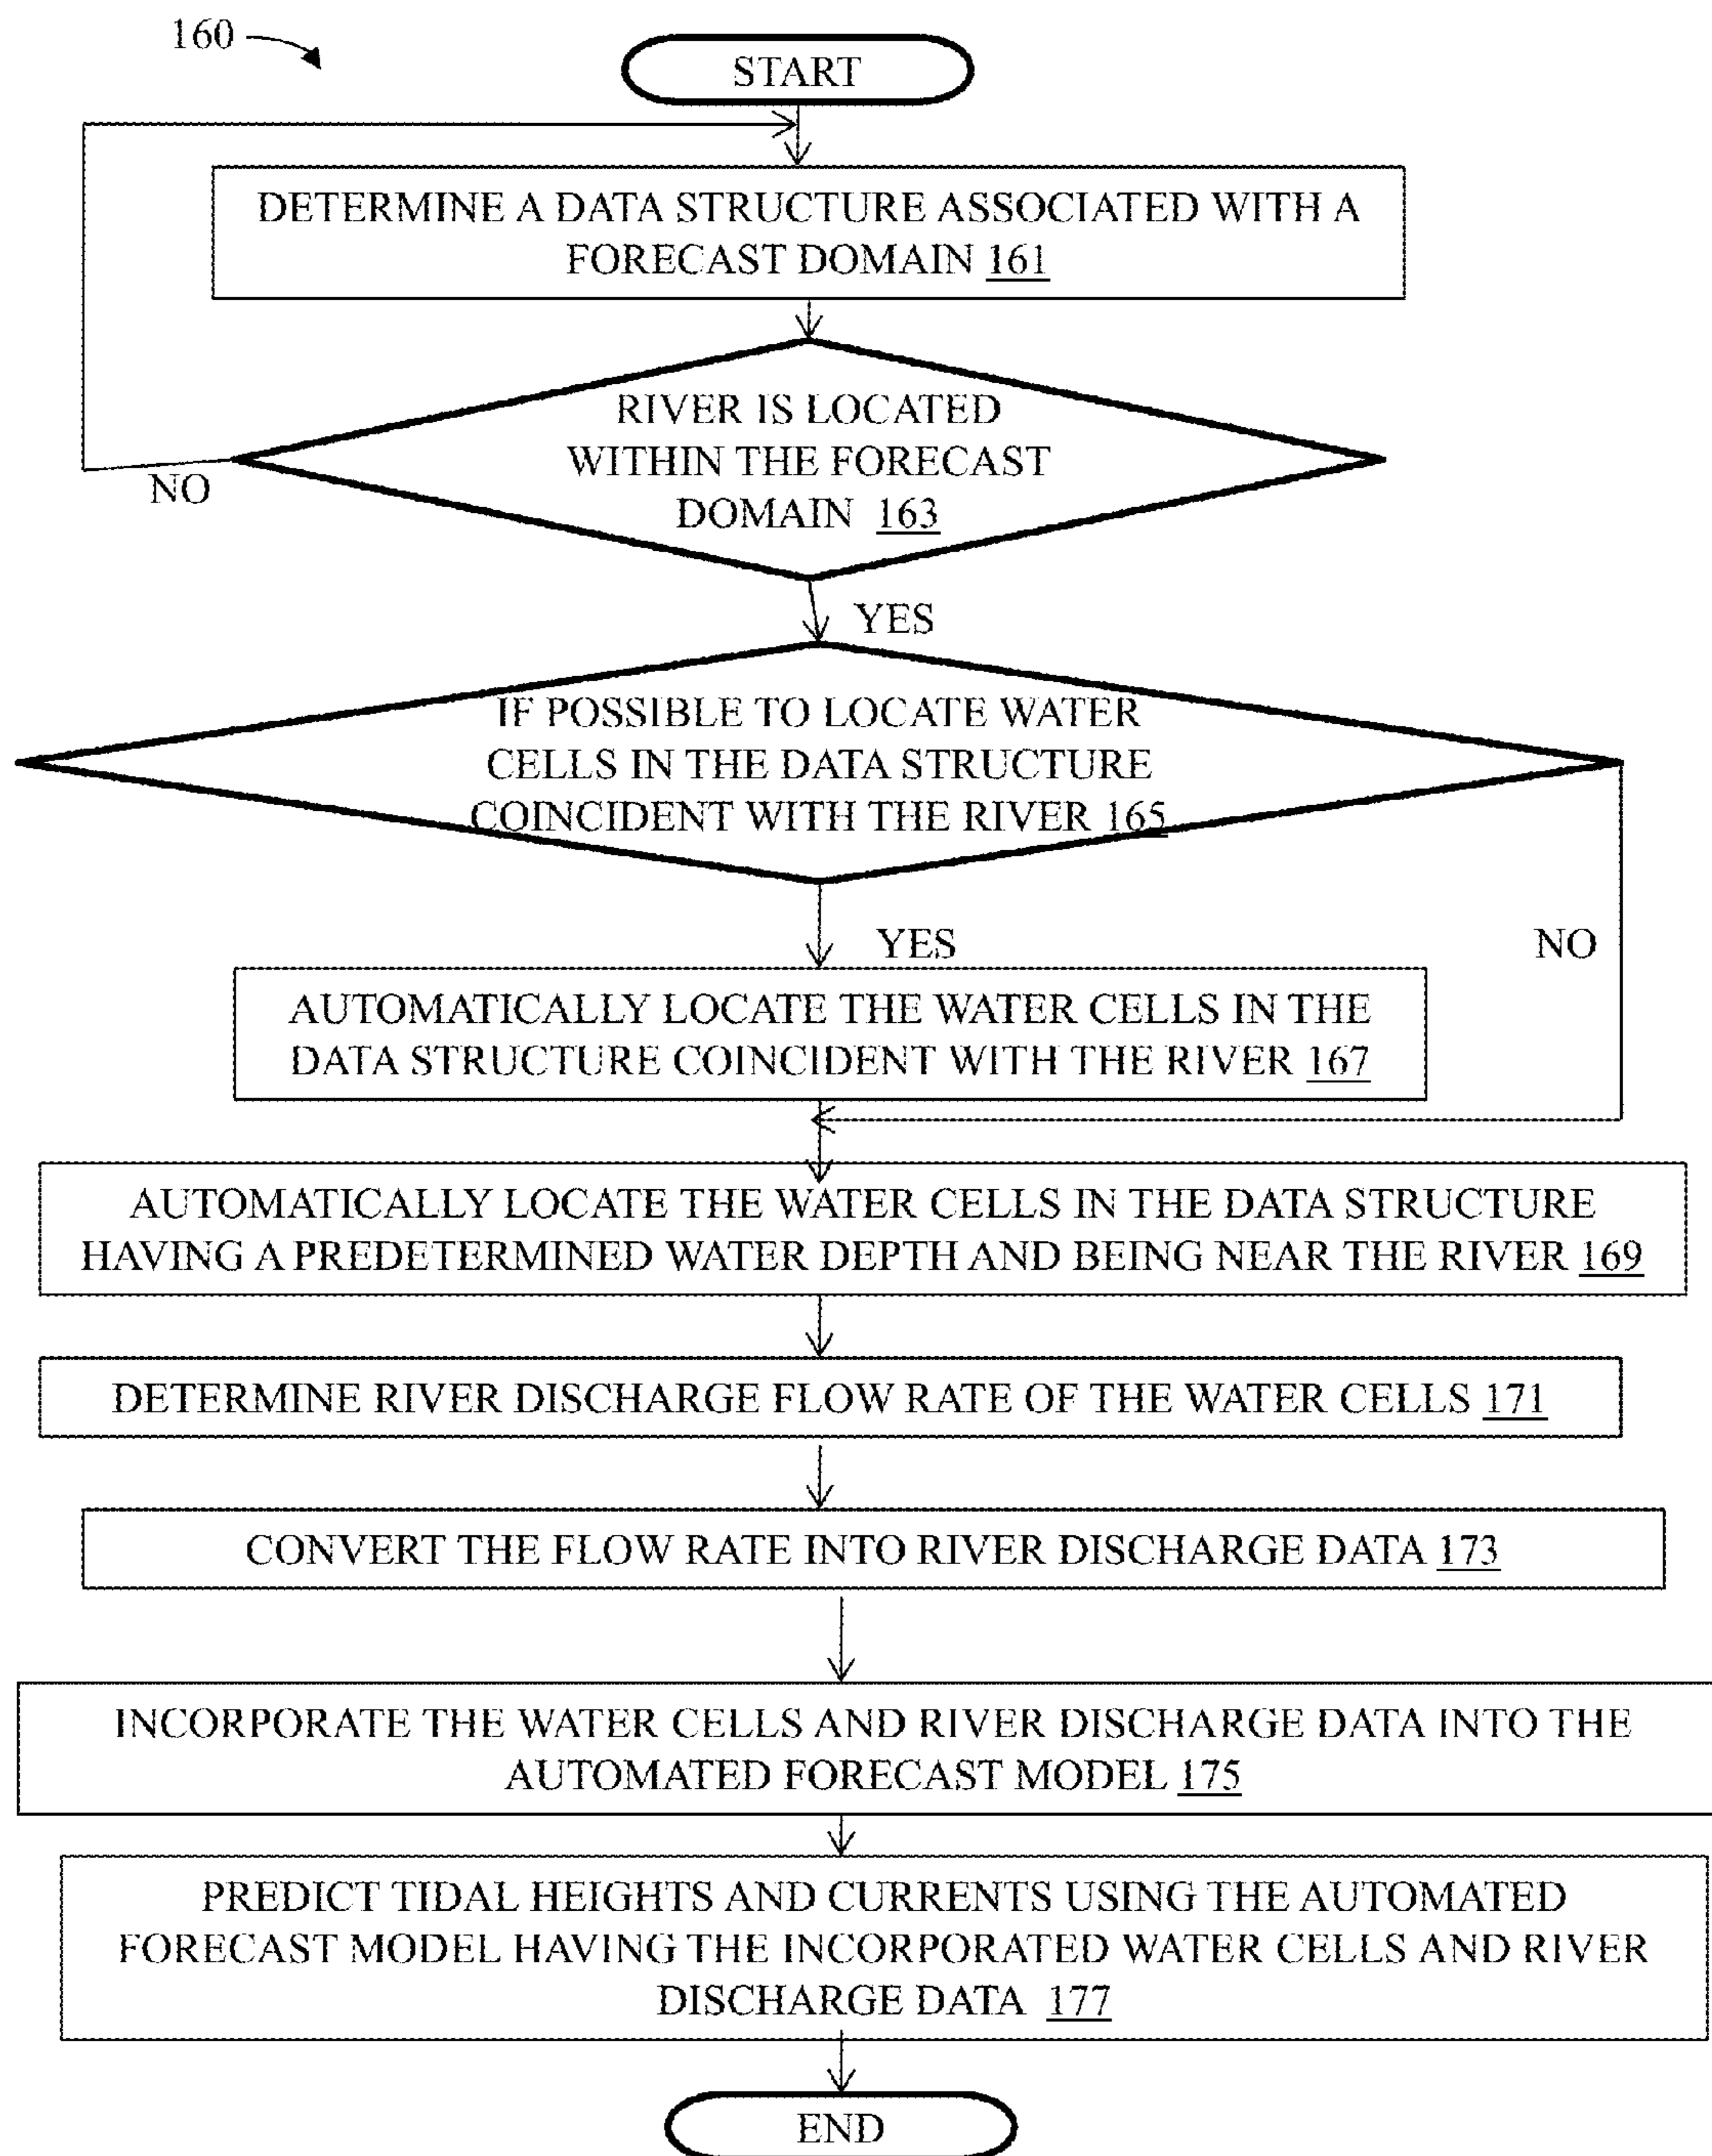 160
START
DETERMINE A DATA STRUCTURE ASSOCIATED WITH A
FORECAST DOMAIN 161
RIVER IS LOCATED
WITHIN THE FORECAST
DOMAIN 163
NO
YES
IF POSSIBLE TO LOCATE WATER
CELLS IN THE DATA STRUCTURE
COINCIDENT WITH THE RIVER 165
YES
NO
AUTOMATICALLY LOCATE THE WATER CELLS IN THE
DATA STRUCTURE COINCIDENT WITH THE RIVER 167
AUTOMATICALLY LOCATE THE WATER CELLS IN THE DATA STRUCTURE
HAVING A PREDETERMINED WATER DEPTH AND BEING NEAR THE RIVER 169
DETERMINE RIVER DISCHARGE FLOW RATE OF THE WATER CELLS 171
CONVERT THE FLOW RATE INTO RIVER DISCHARGE DATA 173
INCORPORATE THE WATER CELLS AND RIVER DISCHARGE DATA INTO THE
AUTOMATED FORECAST MODEL 175
PREDICT TIDAL HEIGHTS AND CURRENTS USING THE AUTOMATED
FORECAST MODEL HAVING THE INCORPORATED WATER CELLS AND RIVER
DISCHARGE DATA 177
END